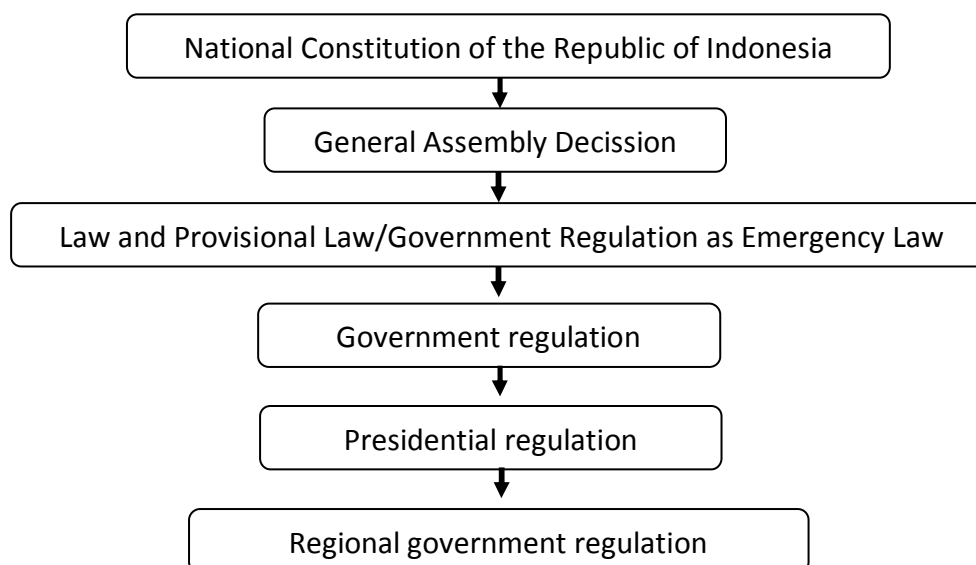 National Constitution of the Republic of Indonesia
General Assembly Decission
Law and Provisional Law/Government Regulation as Emergency Law
Government regulation
Presidential regulation
Regional government regulation